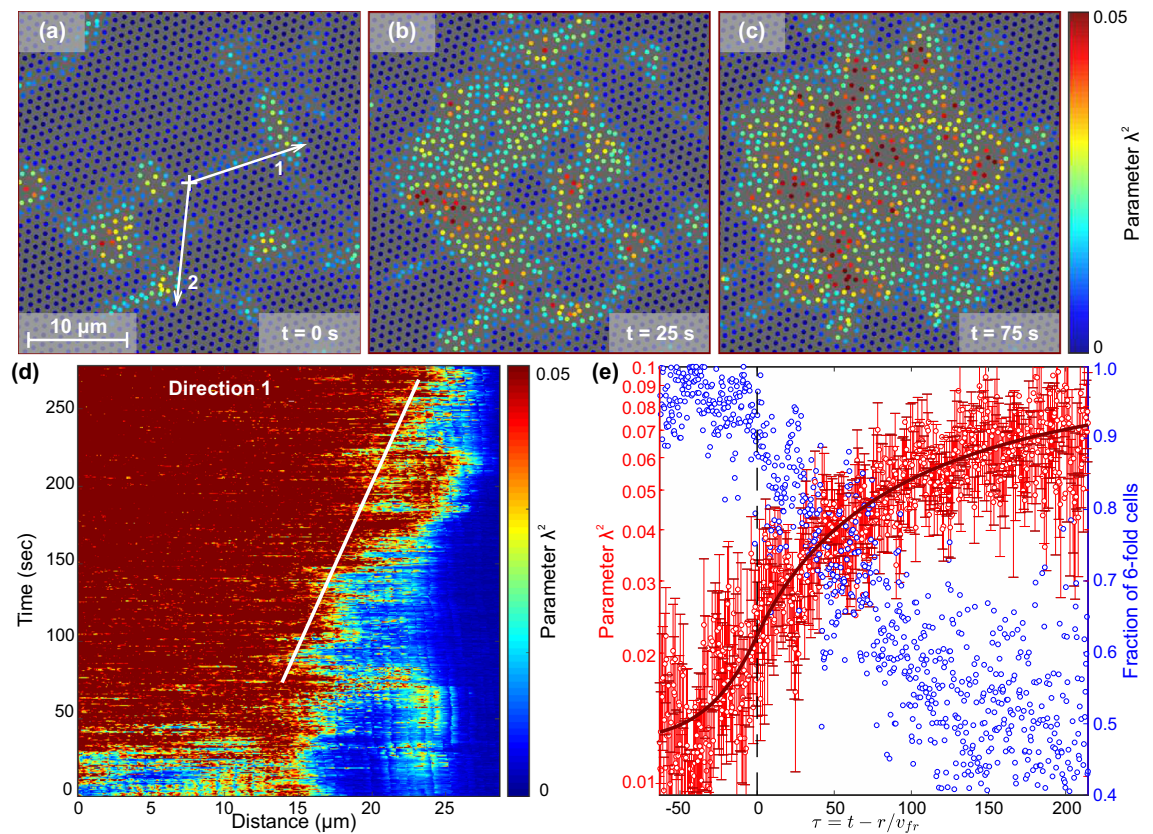 (a)
1
2
10 µm
t = 0 s
(b)
t = 25 s
(c)
t = 75 s
0.05
Parameter λ²
0
(d)
Direction 1
250
200
150
100
50
0
Time (sec)
0
5
10
15
20
25
Distance (µm)
0.05
Parameter λ²
0
(e)
0.1
0.09
0.08
0.07
0.06
0.05
0.04
0.03
0.02
0.01
Parameter λ²
-50
0
50
100
150
200
τ = t − r/v_fr
1.0
0.9
0.8
0.7
0.6
0.5
0.4
Fraction of 6-fold cells